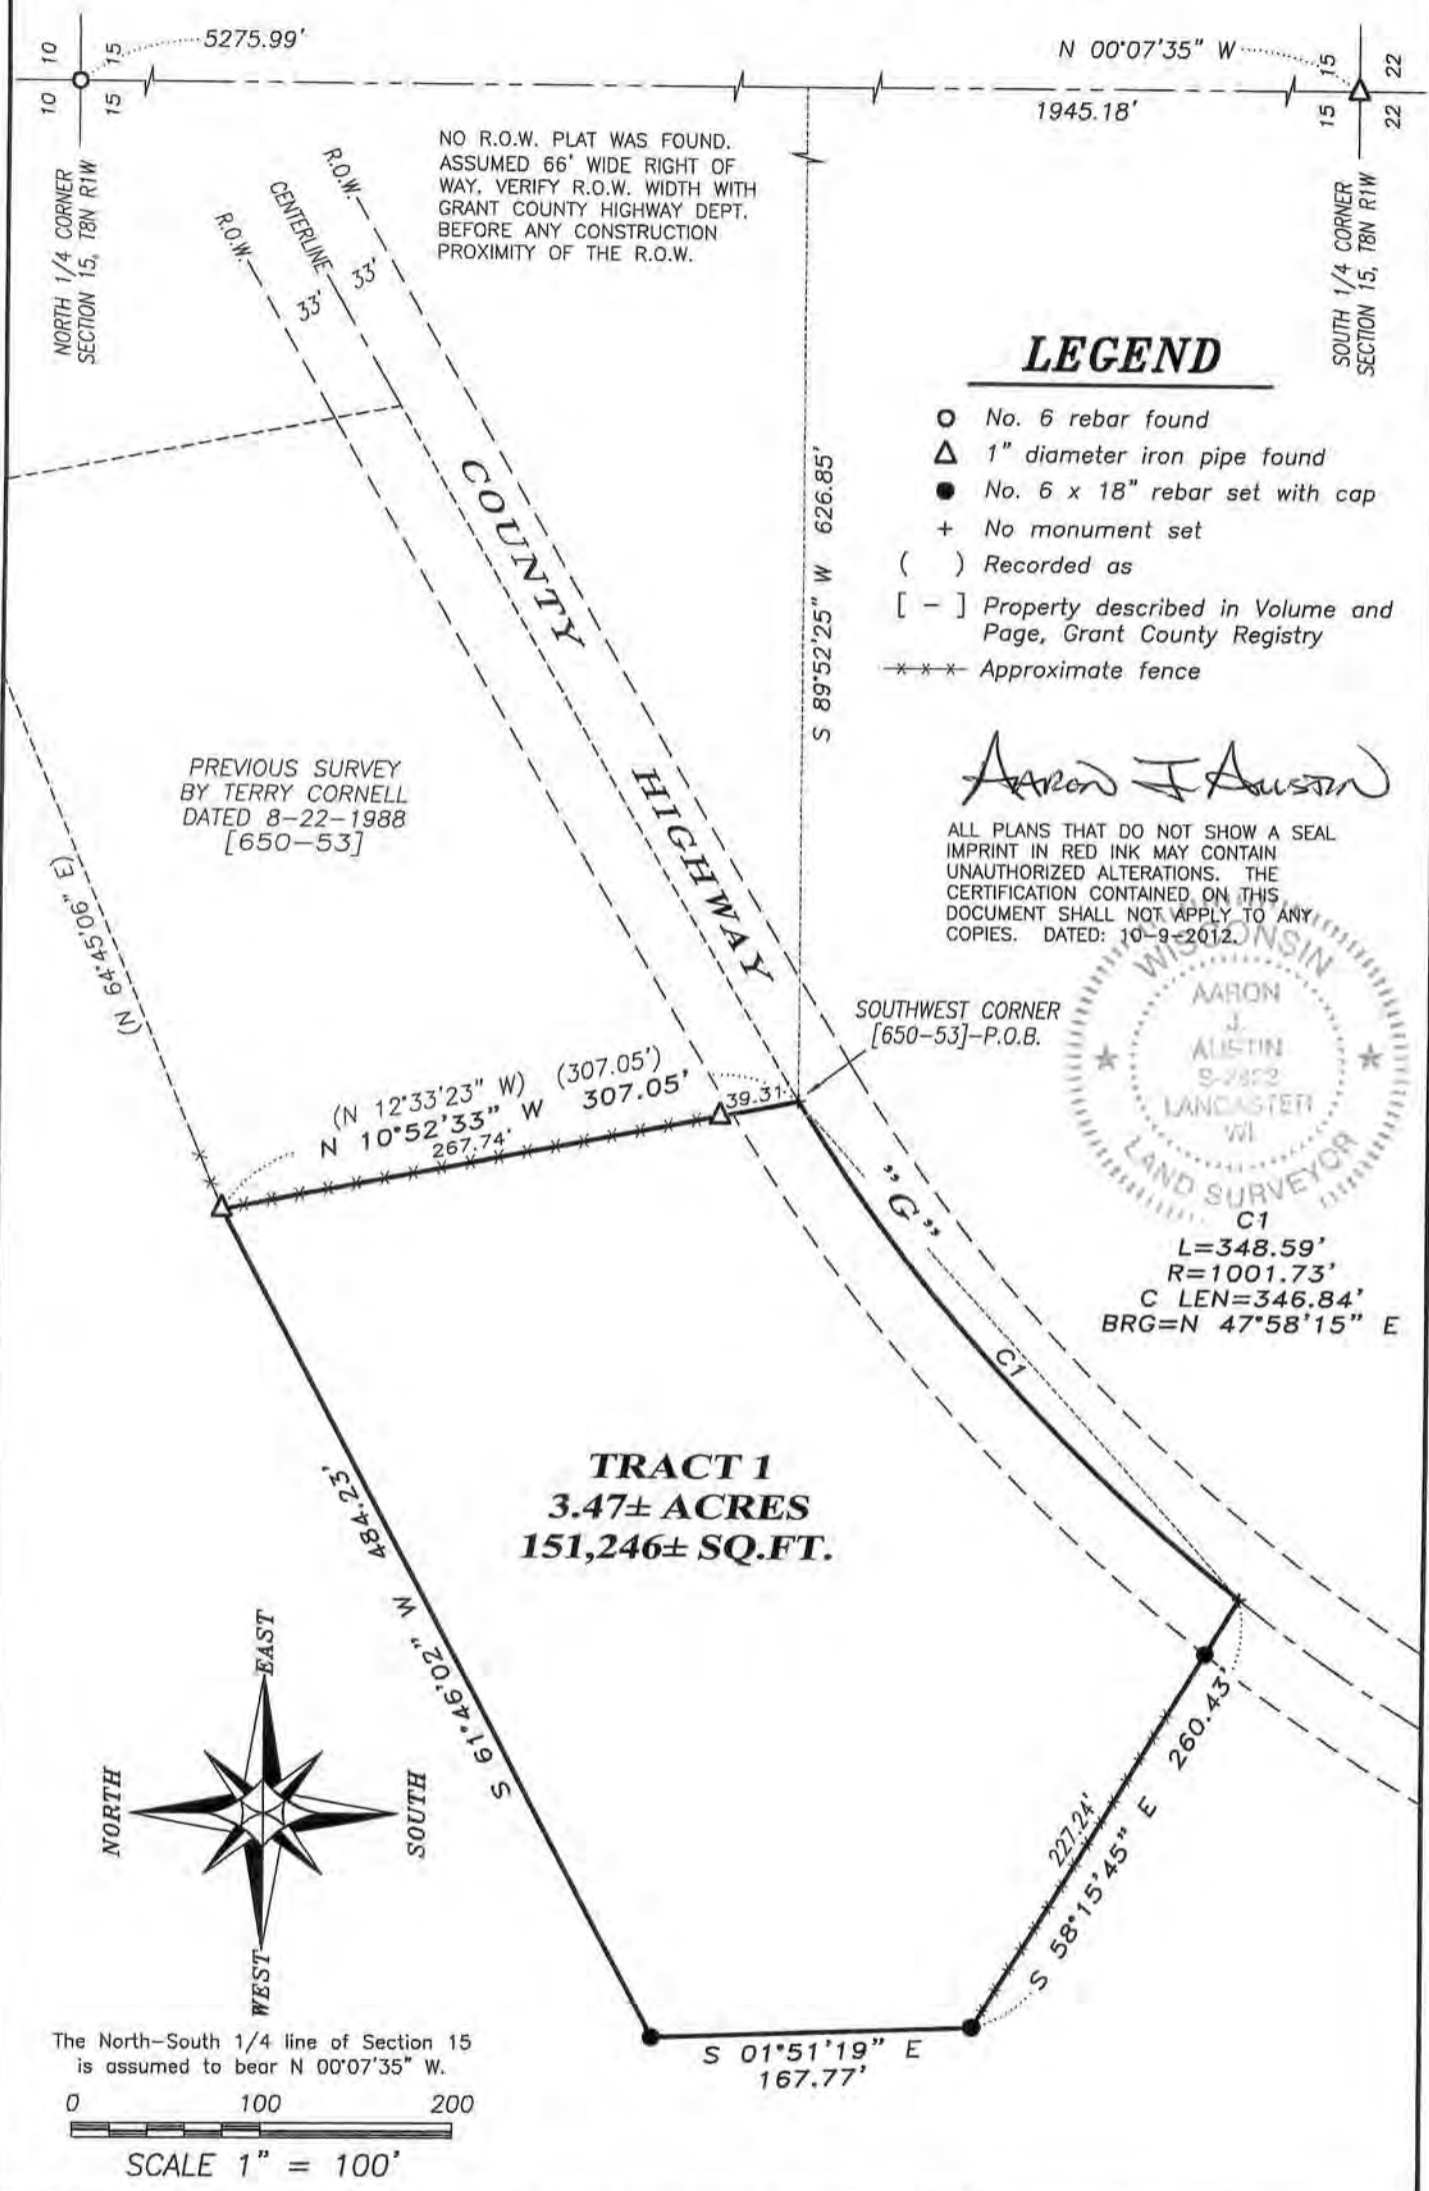 5275.99'
N 00°07'35" W
10
15
10
15
1945.18'
15
22
15
22
NORTH 1/4 CORNER
SECTION 15, T8N R1W
SOUTH 1/4 CORNER
SECTION 15, T8N R1W
NO R.O.W. PLAT WAS FOUND.
ASSUMED 66' WIDE RIGHT OF
WAY, VERIFY R.O.W. WIDTH WITH
GRANT COUNTY HIGHWAY DEPT.
BEFORE ANY CONSTRUCTION
PROXIMITY OF THE R.O.W.
R.O.W.
CENTERLINE
R.O.W.
33'
33'
LEGEND
No. 6 rebar found
1" diameter iron pipe found
No. 6 x 18" rebar set with cap
+ No monument set
( ) Recorded as
[ - ] Property described in Volume and
Page, Grant County Registry
Approximate fence
S 89°52'25" W 626.85'
COUNTY
HIGHWAY
"G"
AARON J AUSTIN
ALL PLANS THAT DO NOT SHOW A SEAL
IMPRINT IN RED INK MAY CONTAIN
UNAUTHORIZED ALTERATIONS. THE
CERTIFICATION CONTAINED ON THIS
DOCUMENT SHALL NOT APPLY TO ANY
COPIES. DATED: 10-9-2012.
WISCONSIN
AARON
J.
AUSTIN
LANCASTER
WI.
LAND SURVEYOR
PREVIOUS SURVEY
BY TERRY CORNELL
DATED 8-22-1988
[650-53]
(N 64°45'06" E)
SOUTHWEST CORNER
[650-53]-P.O.B.
(N 12°33'23" W) (307.05')
N 10°52'33" W 307.05'
267.74'
39.31
C1
L=348.59'
R=1001.73'
C LEN=346.84'
BRG=N 47°58'15" E
C1
TRACT 1
3.47± ACRES
151,246± SQ.FT.
484.23'
S 61°46'02" W
EAST
NORTH
SOUTH
WEST
227.24'
S 58°15'45" E 260.43'
S 01°51'19" E
167.77'
The North-South 1/4 line of Section 15
is assumed to bear N 00°07'35" W.
0 100 200
SCALE 1" = 100'